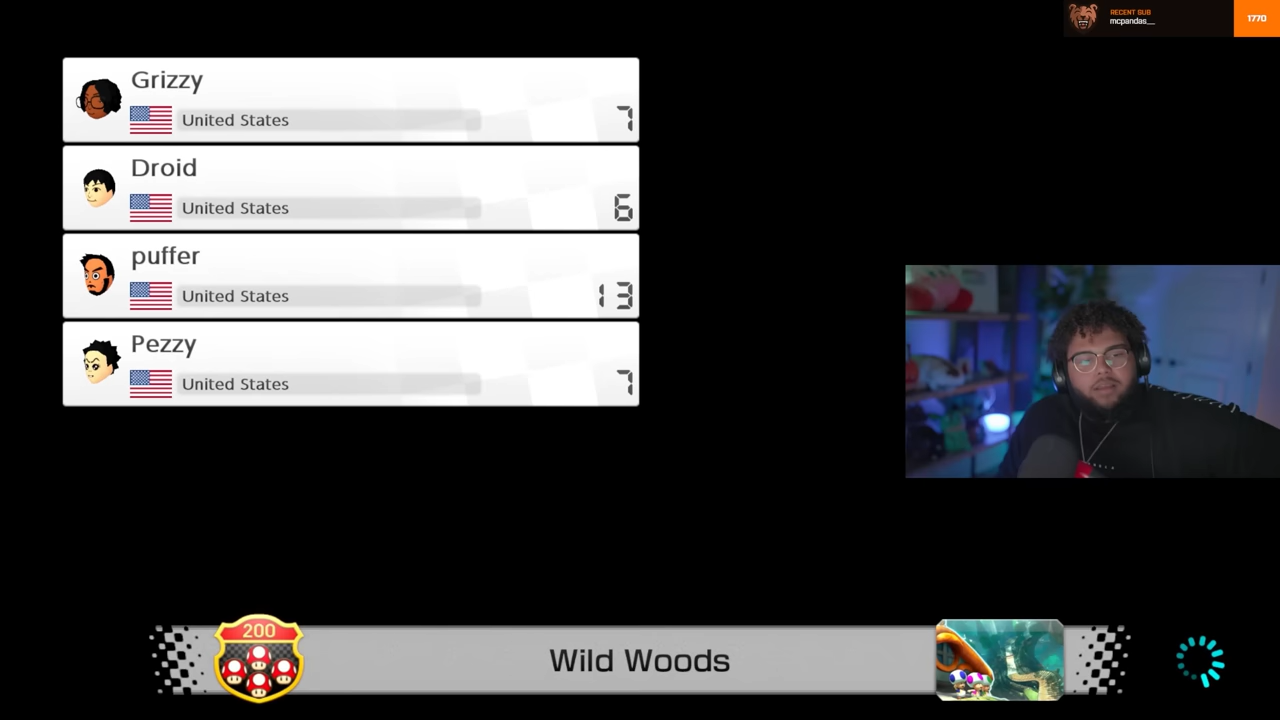 RECENT SUB
mcpandas__
1770
Grizzy
United States
7
Droid
United States
6
puffer
United States
13
Pezzy
United States
7
200
Wild Woods